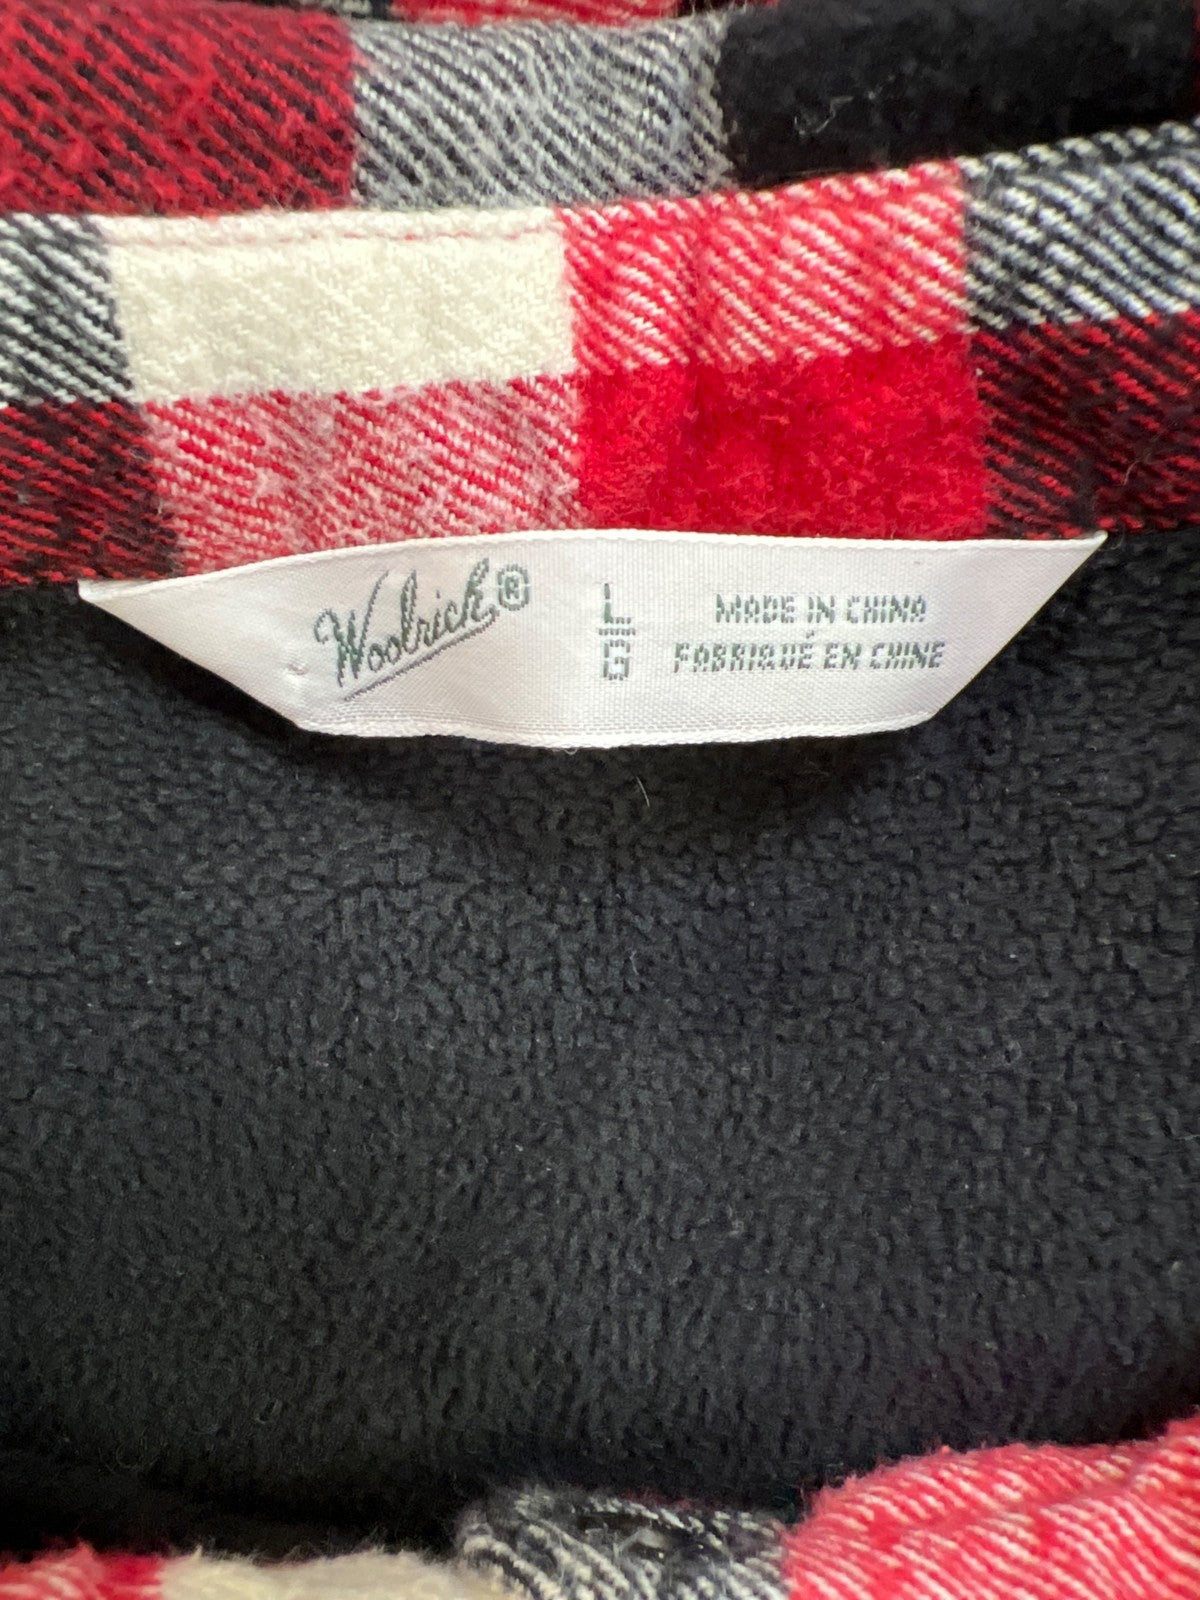 Woolrich®
L
G
MADE IN CHINA
FABRIQUÉ EN CHINE